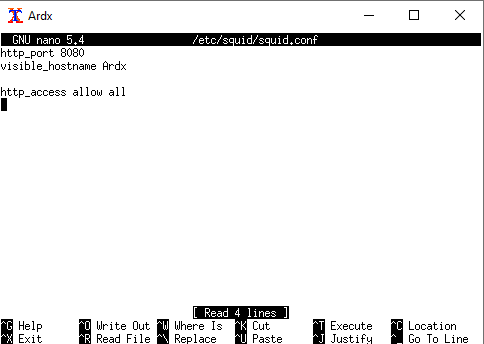 Ardx
GNU nano 5.4 /etc/squid/squid.conf
http_port 8080
visible_hostname Ardx
http_access allow all
[ Read 4 lines ]
^G Help ^O Write Out ^W Where Is ^K Cut ^T Execute ^C Location
^X Exit ^R Read File ^\ Replace ^U Paste ^J Justify ^_ Go To Line